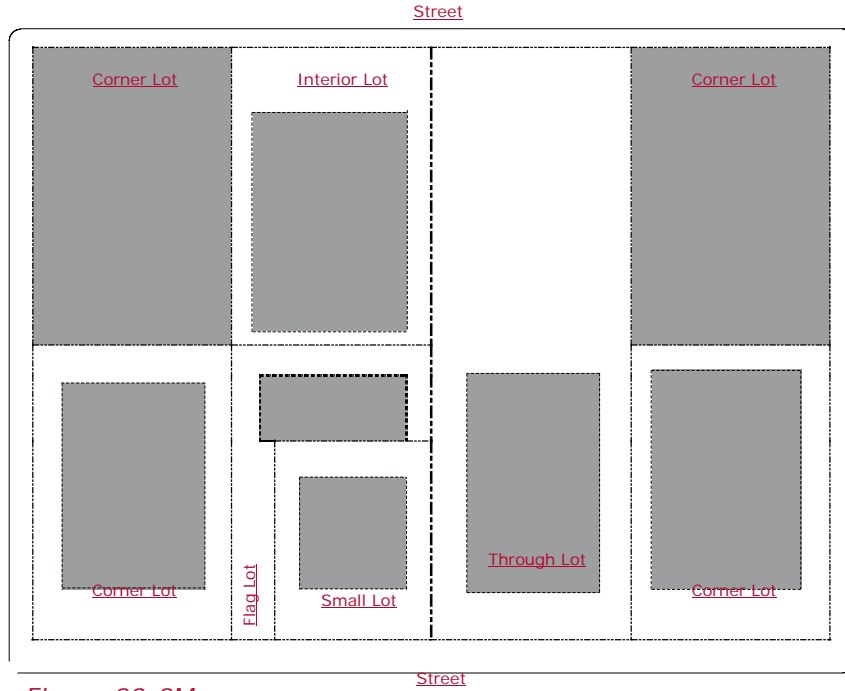 Street
Corner Lot
Interior Lot
Corner Lot
Through Lot
Corner Lot
Flag Lot
Small Lot
Corner Lot
Street